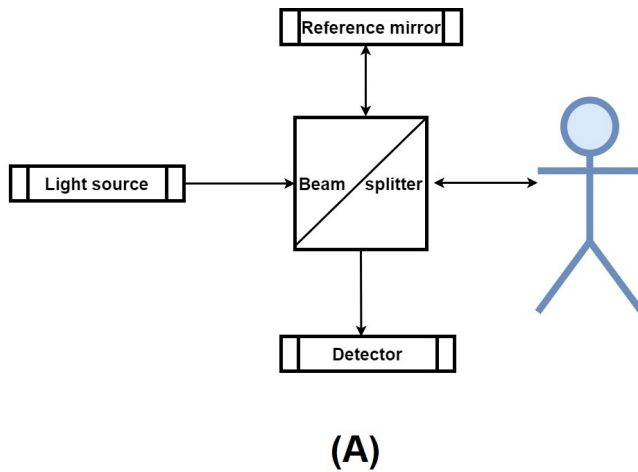 Reference mirror
Light source
Beam splitter
Detector
(A)